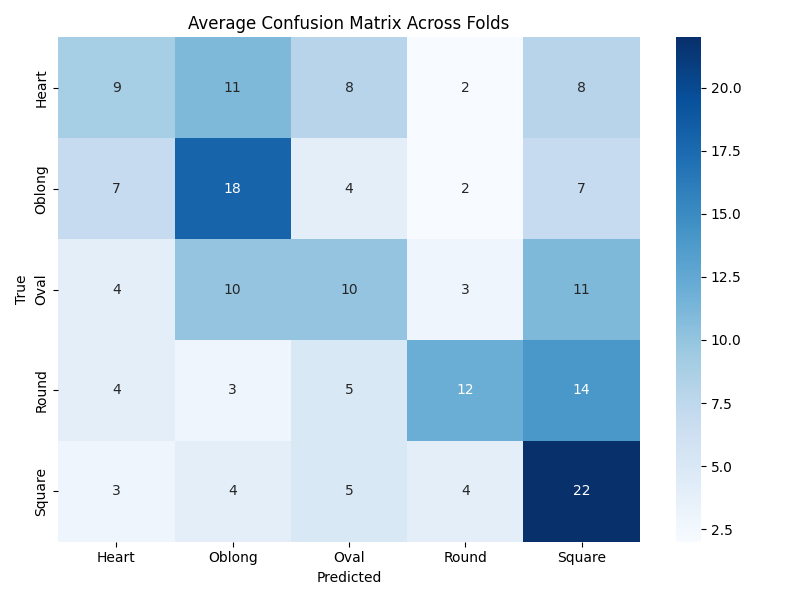 Average Confusion Matrix Across Folds
Heart 9 11 8 2 8
Oblong 7 18 4 2 7
Oval 4 10 10 3 11
Round 4 3 5 12 14
Square 3 4 5 4 22
True
Heart Oblong Oval Round Square
Predicted
20.0
17.5
15.0
12.5
10.0
7.5
5.0
2.5